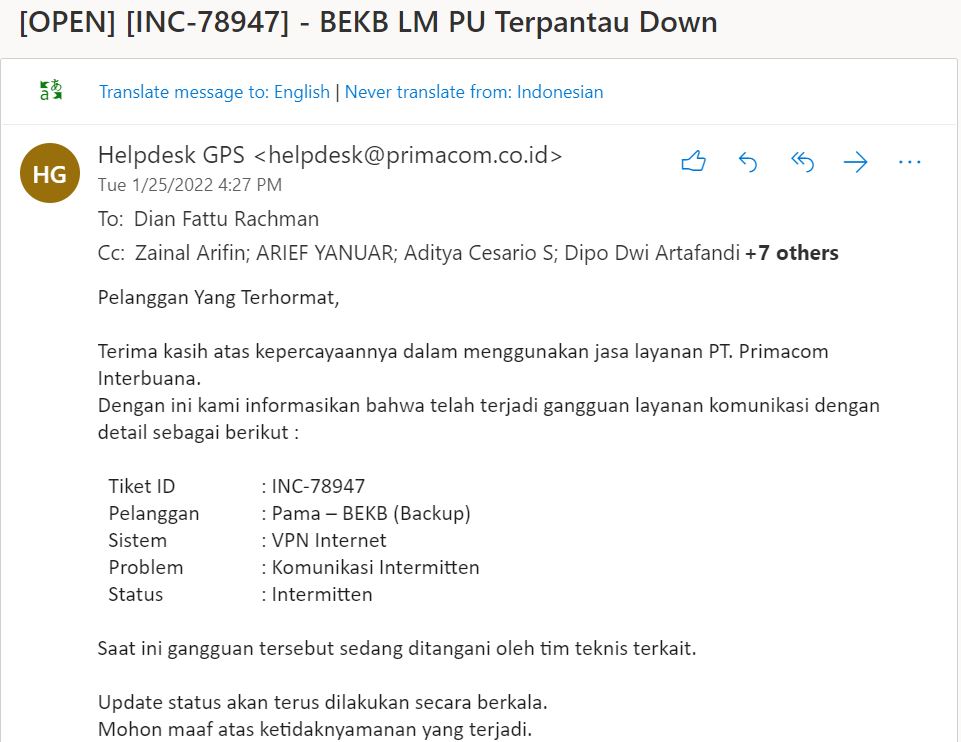 [OPEN] [INC-78947] - BEKB LM PU Terpantau Down
Translate message to: English | Never translate from: Indonesian
HG
Helpdesk GPS <helpdesk@primacom.co.id>
Tue 1/25/2022 4:27 PM
To: Dian Fattu Rachman
Cc: Zainal Arifin; ARIEF YANUAR; Aditya Cesario S; Dipo Dwi Artafandi +7 others
Pelanggan Yang Terhormat,
Terima kasih atas kepercayaannya dalam menggunakan jasa layanan PT. Primacom
Interbuana.
Dengan ini kami informasikan bahwa telah terjadi gangguan layanan komunikasi dengan
detail sebagai berikut :
Tiket ID : INC-78947
Pelanggan : Pama – BEKB (Backup)
Sistem : VPN Internet
Problem : Komunikasi Intermitten
Status : Intermitten
Saat ini gangguan tersebut sedang ditangani oleh tim teknis terkait.
Update status akan terus dilakukan secara berkala.
Mohon maaf atas ketidaknyamanan yang terjadi.